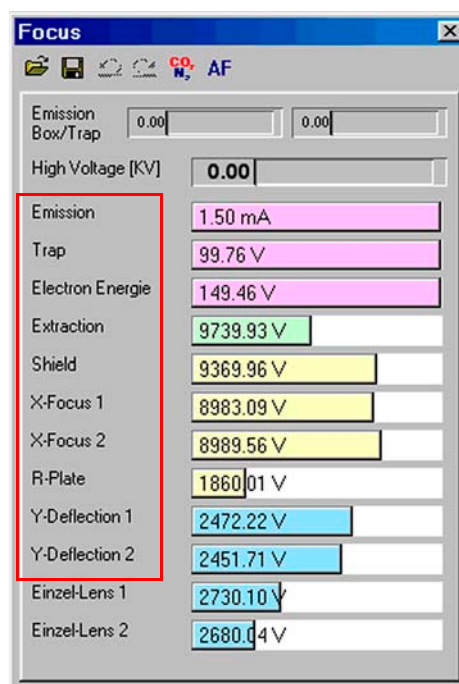 Focus
CO₂ N₂ AF
Emission Box/Trap 0.00 0.00
High Voltage [KV] 0.00
Emission 1.50 mA
Trap 99.76 V
Electron Energie 149.46 V
Extraction 9739.93 V
Shield 9369.96 V
X-Focus 1 8983.09 V
X-Focus 2 8989.56 V
R-Plate 1860.01 V
Y-Deflection 1 2472.22 V
Y-Deflection 2 2451.71 V
Einzel-Lens 1 2730.10 V
Einzel-Lens 2 2680.04 V